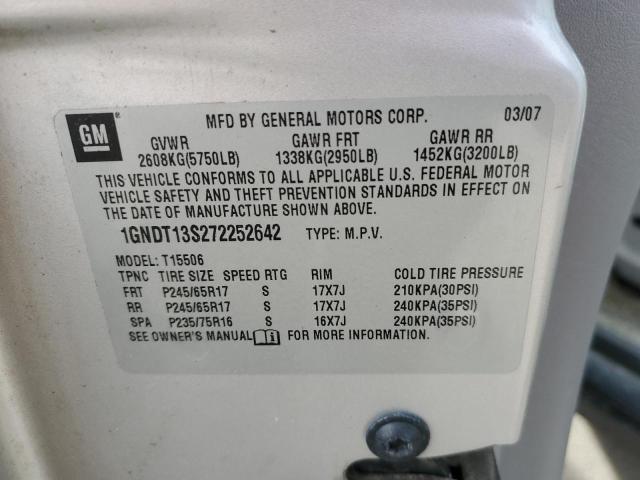 GM
®
MFD BY GENERAL MOTORS CORP. 03/07
GVWR GAWR FRT GAWR RR
2608KG(5750LB) 1338KG(2950LB) 1452KG(3200LB)
THIS VEHICLE CONFORMS TO ALL APPLICABLE U.S. FEDERAL MOTOR
VEHICLE SAFETY AND THEFT PREVENTION STANDARDS IN EFFECT ON
THE DATE OF MANUFACTURE SHOWN ABOVE.
1GNDT13S272252642 TYPE: M.P.V.
MODEL: T15506
TPNC TIRE SIZE SPEED RTG RIM COLD TIRE PRESSURE
FRT P245/65R17 S 17X7J 210KPA(30PSI)
RR P245/65R17 S 17X7J 240KPA(35PSI)
SPA P235/75R16 S 16X7J 240KPA(35PSI)
SEE OWNER'S MANUAL FOR MORE INFORMATION.